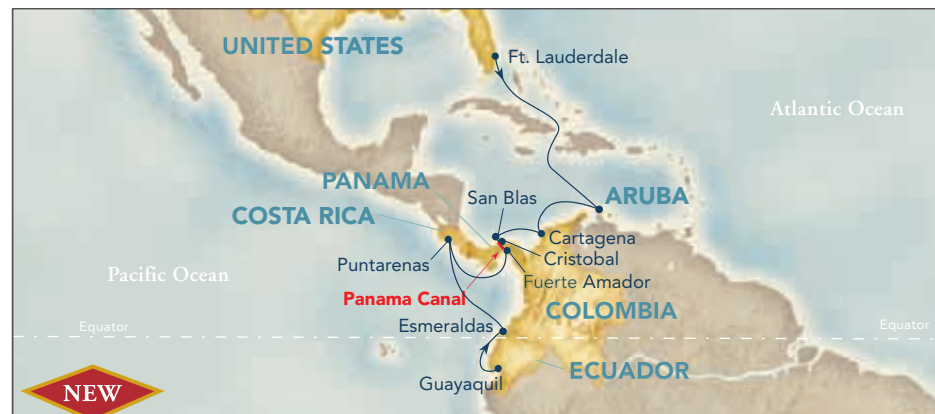 UNITED STATES
Ft. Lauderdale
Atlantic Ocean
PANAMA
San Blas
ARUBA
COSTA RICA
Cartagena
Cristobal
Puntarenas
Pacific Ocean
Fuerte Amador
Panama Canal
COLOMBIA
Esmeraldas
Equator
Equator
ECUADOR
Guayaquil
NEW